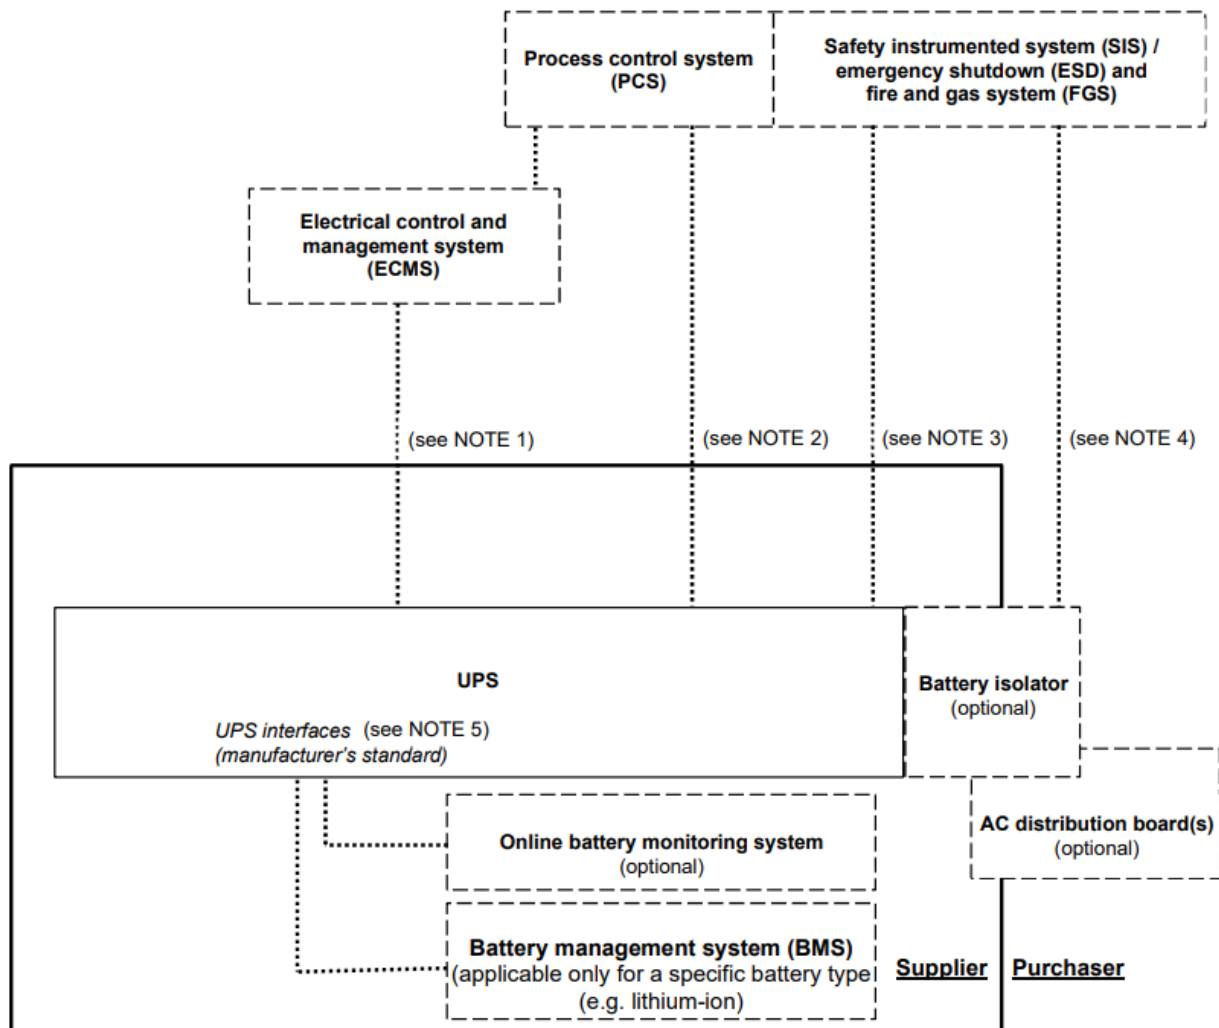 Process control system
(PCS)
Safety instrumented system (SIS) /
emergency shutdown (ESD) and
fire and gas system (FGS)
Electrical control and
management system
(ECMS)
(see NOTE 1)
(see NOTE 2)
(see NOTE 3)
(see NOTE 4)
UPS
UPS interfaces (see NOTE 5)
(manufacturer's standard)
Battery isolator
(optional)
AC distribution board(s)
(optional)
Online battery monitoring system
(optional)
Battery management system (BMS)
(applicable only for a specific battery type
(e.g. lithium-ion)
Supplier
Purchaser